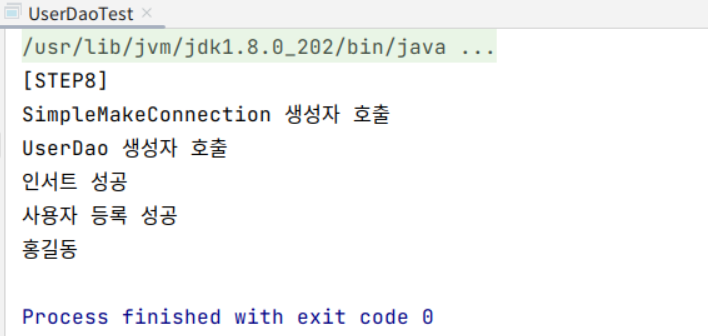 UserDaoTest
/usr/lib/jvm/jdk1.8.0_202/bin/java ...
[STEP8]
SimpleMakeConnection 생성자 호출
UserDao 생성자 호출
인서트 성공
사용자 등록 성공
홍길동
Process finished with exit code 0